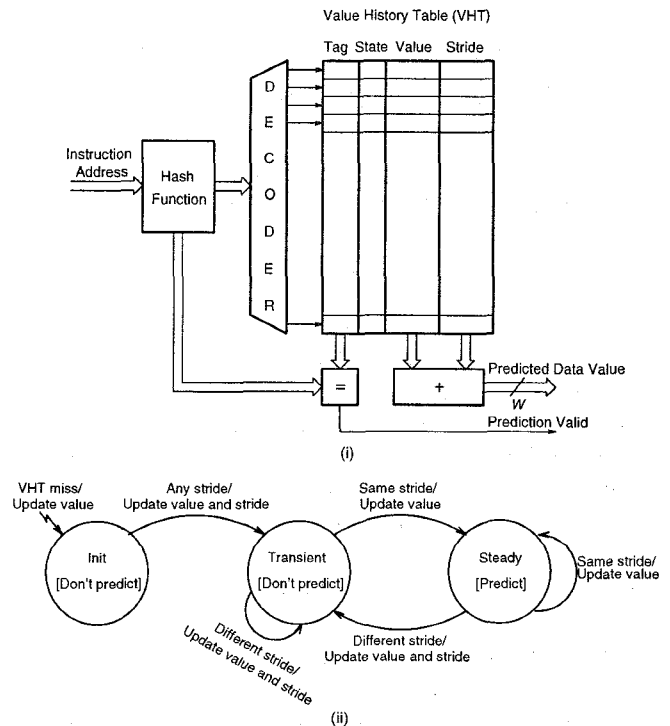 Value History Table (VHT)
Tag State Value Stride
D
E
C
O
D
E
R
Instruction
Address
Hash
Function
=
+
Predicted Data Value
W
Prediction Valid
(i)
VHT miss/
Update value
Any stride/
Update value and stride
Same stride/
Update value
Init
[Don't predict]
Transient
[Don't predict]
Steady
[Predict]
Same stride/
Update value
Different stride/
Update value and stride
Different stride/
Update value and stride
(ii)